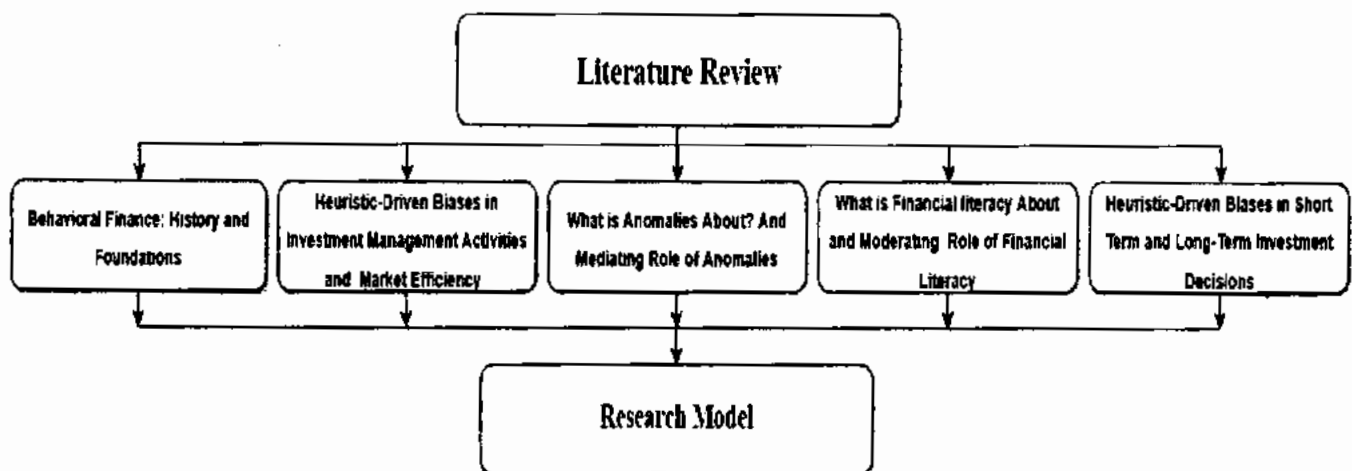 Literature Review
Behavioral Finance: History and
Foundations
Heuristic-Driven Biases in
Investment Management Activities
and Market Efficiency
What is Anomalies About? And
Mediating Role of Anomalies
What is Financial literacy About
and Moderating Role of Financial
Literacy
Heuristic-Driven Biases in Short
Term and Long-Term Investment
Decisions
Research Model